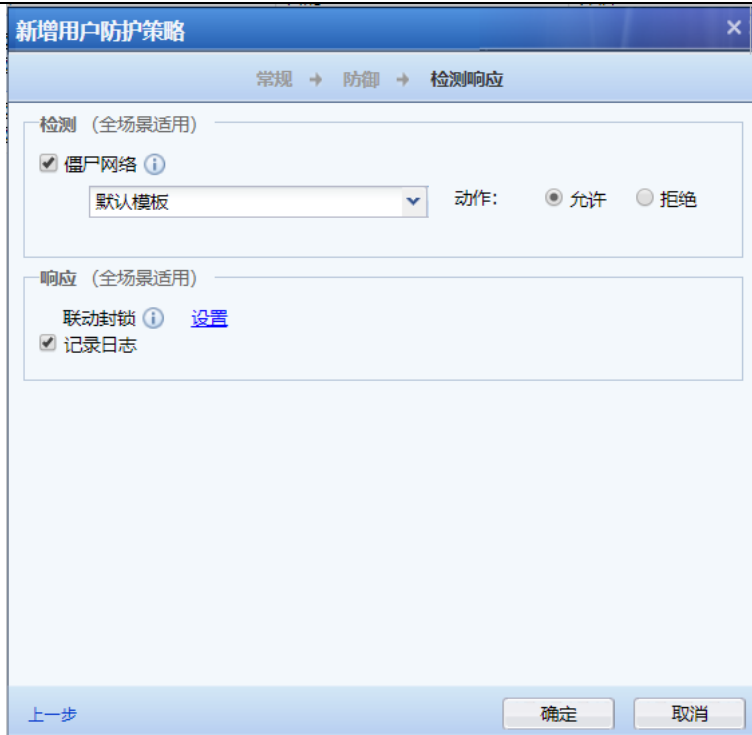 新增用户防护策略
常规 → 防御 → 检测响应
检测 (全场景适用)
僵尸网络
默认模板 动作: 允许 拒绝
响应 (全场景适用)
联动封锁 设置
记录日志
上一步 确定 取消